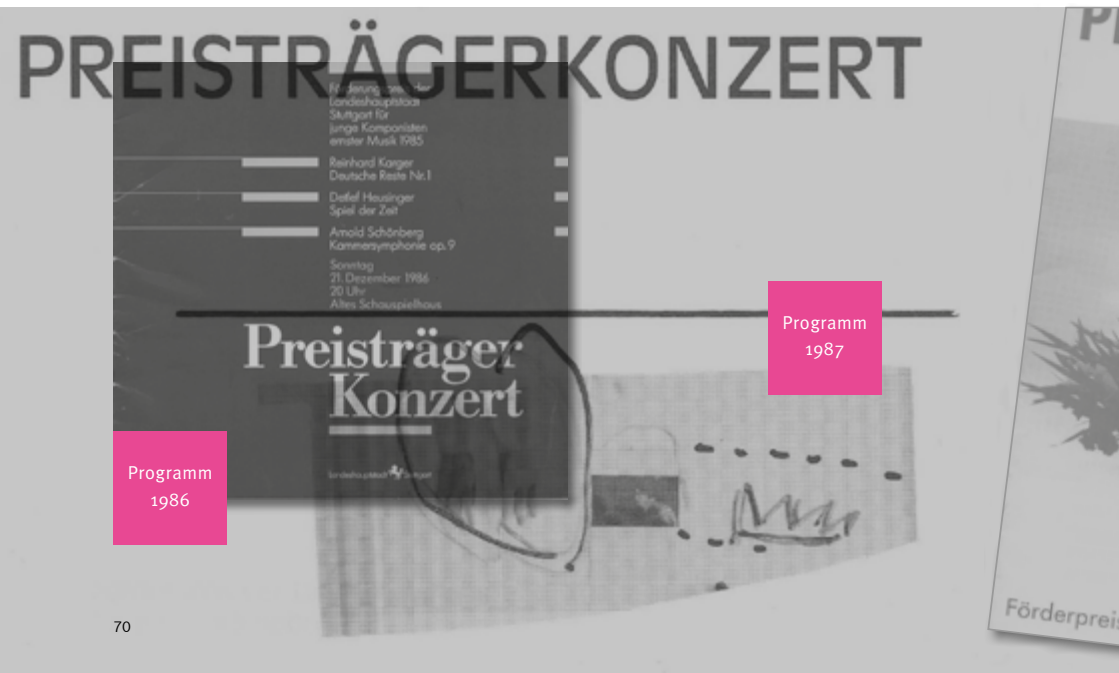 PREISTRÄGERKONZERT
Förderungspreis der
Landeshauptstadt
Stuttgart für
junge Komponisten
ernster Musik 1985
Reinhard Karger
Deutsche Reste Nr.1
Detlef Heusinger
Spiel der Zeit
Arnold Schönberg
Kammersymphonie op.9
Sonntag
21. Dezember 1986
20 Uhr
Altes Schauspielhaus
Preisträger
Konzert
Landeshauptstadt Stuttgart
Programm
1986
Programm
1987
Förderpreis
70